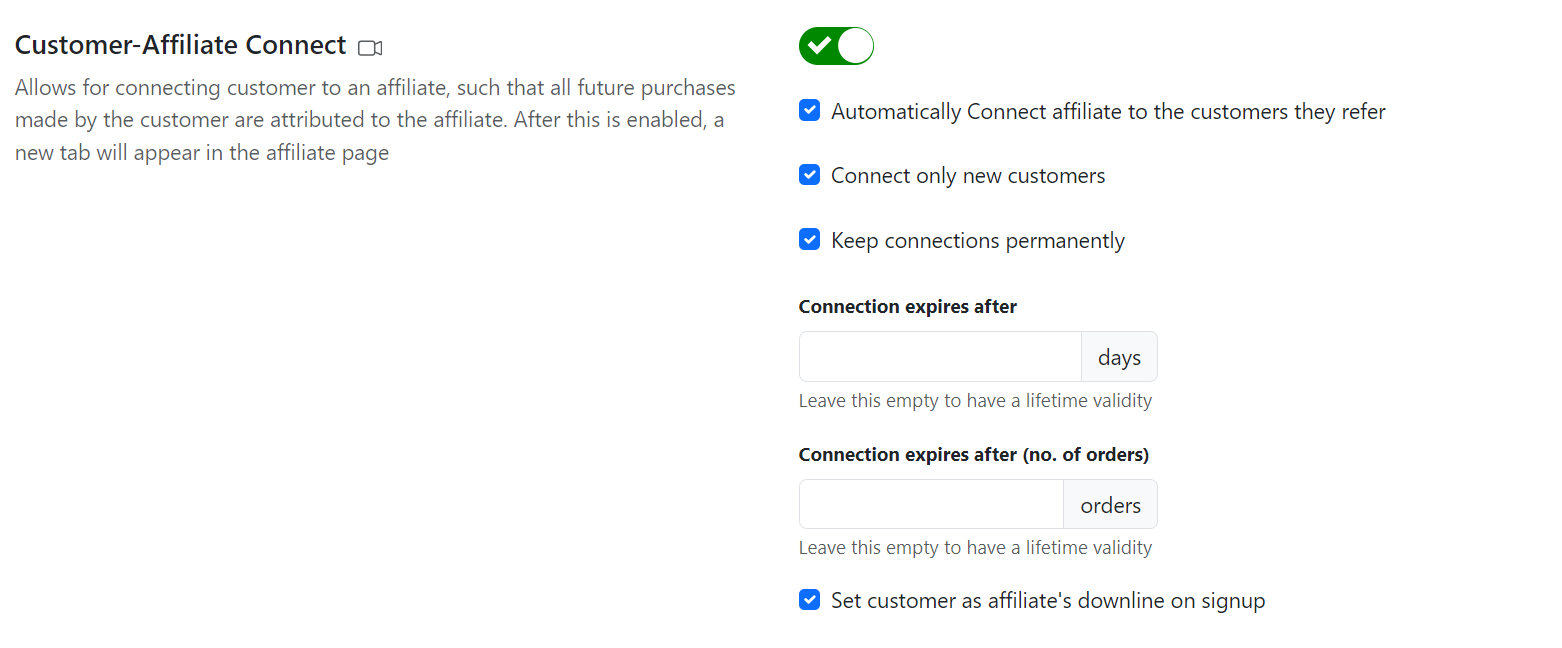 Customer-Affiliate Connect
Allows for connecting customer to an affiliate, such that all future purchases
made by the customer are attributed to the affiliate. After this is enabled, a
new tab will appear in the affiliate page
Automatically Connect affiliate to the customers they refer
Connect only new customers
Keep connections permanently
Connection expires after
days
Leave this empty to have a lifetime validity
Connection expires after (no. of orders)
orders
Leave this empty to have a lifetime validity
Set customer as affiliate's downline on signup